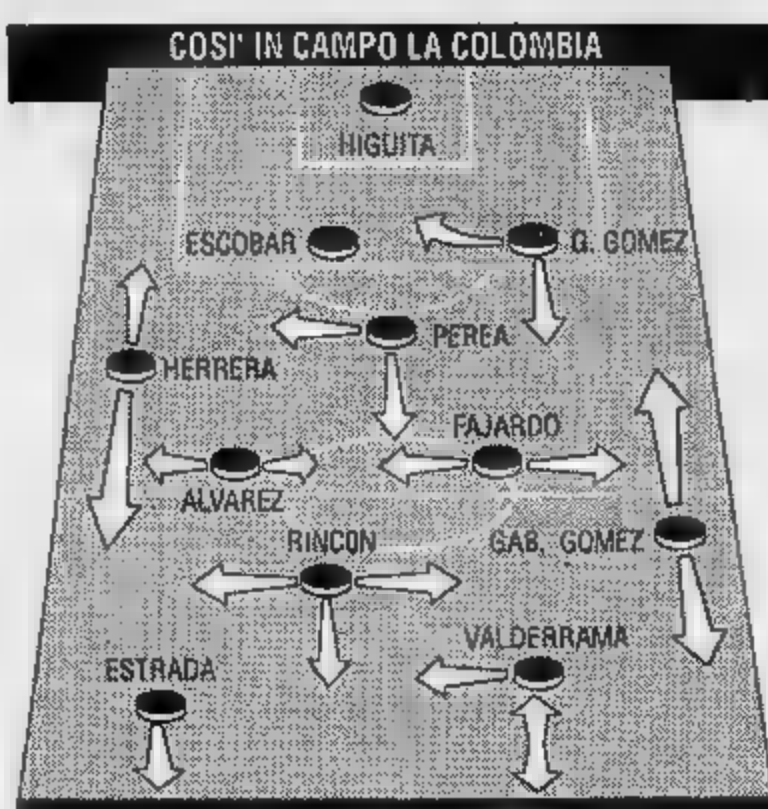 COSI' IN CAMPO LA COLOMBIA
HIGUITA
ESCOBAR
G. GOMEZ
PEREA
HERRERA
FAJARDO
ALVAREZ
RINCON
GAB. GOMEZ
VALDERRAMA
ESTRADA